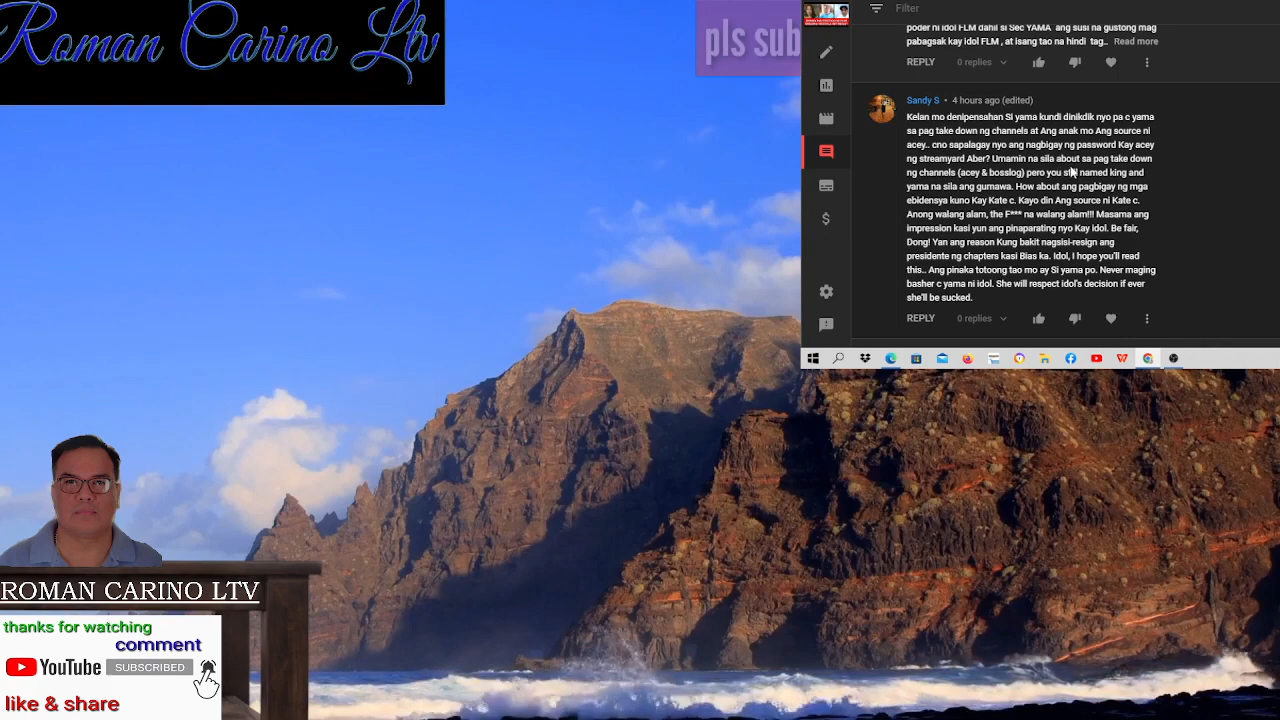 Roman Carino Ltv
pls sub
Filter
poder ni idol FLM dahil si Sec YAMA ang susi na gustong mag
pabagsak kay idol FLM , at isang tao na hindi tag.. Read more
REPLY 0 replies
Sandy S • 4 hours ago (edited)
Kelan mo denipensahan Si yama kundi dinikdik nyo pa c yama
sa pag take down ng channels at Ang anak mo Ang source ni
acey.. cno sapalagay nyo ang nagbigay ng password Kay acey
ng streamyard Aber? Umamin na sila about sa pag take down
ng channels (acey & bosslog) pero you still named king and
yama na sila ang gumawa. How about ang pagbigay ng mga
ebidensya kuno Kay Kate c. Kayo din Ang source ni Kate c.
Anong walang alam, the F*** na walang alam!!! Masama ang
impression kasi yun ang pinaparating nyo Kay idol. Be fair,
Dong! Yan ang reason Kung bakit nagsisi-resign ang
presidente ng chapters kasi Bias ka. Idol, I hope you'll read
this.. Ang pinaka totoong tao mo ay Si yama po. Never maging
basher c yama ni idol. She will respect idol's decision if ever
she'll be sucked.
REPLY 0 replies
ROMAN CARINO LTV
thanks for watching
comment
YouTube SUBSCRIBED
like & share